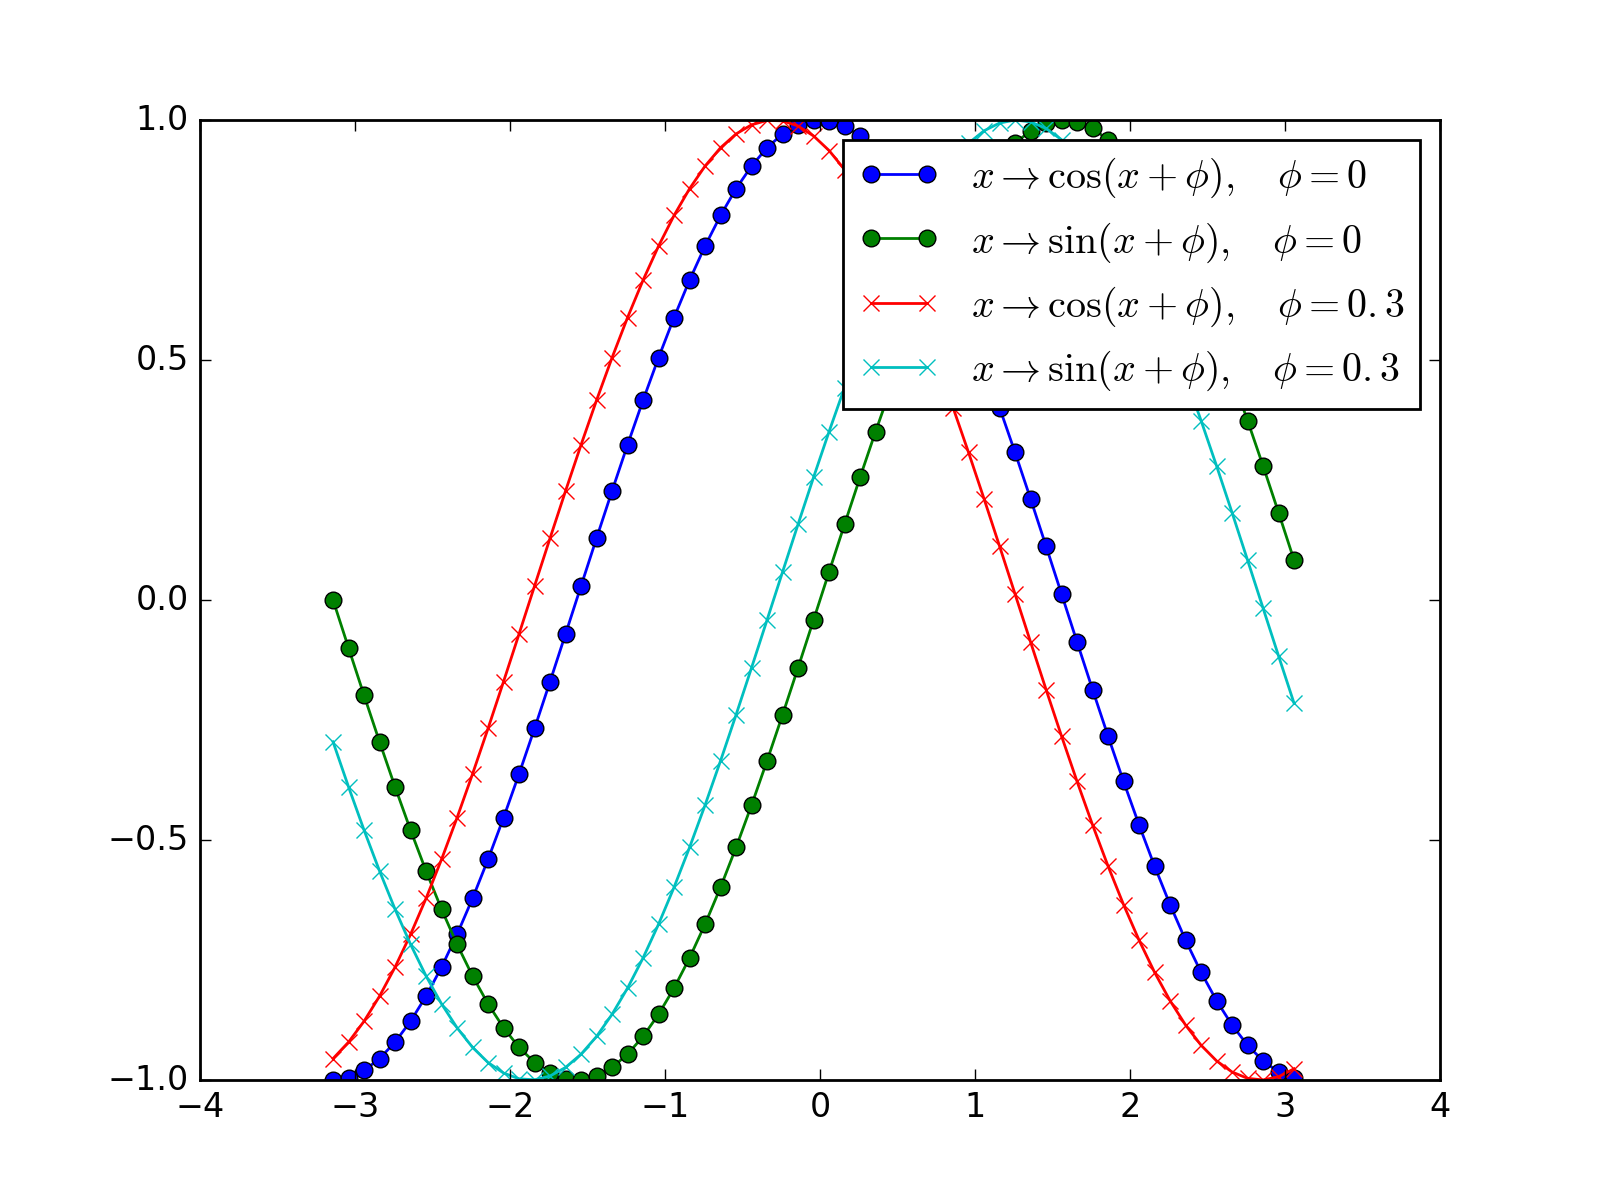 1.0
0.5
0.0
−0.5
−1.0
−4 −3 −2 −1 0 1 2 3 4
x → cos(x + ϕ), ϕ = 0
x → sin(x + ϕ), ϕ = 0
x → cos(x + ϕ), ϕ = 0.3
x → sin(x + ϕ), ϕ = 0.3